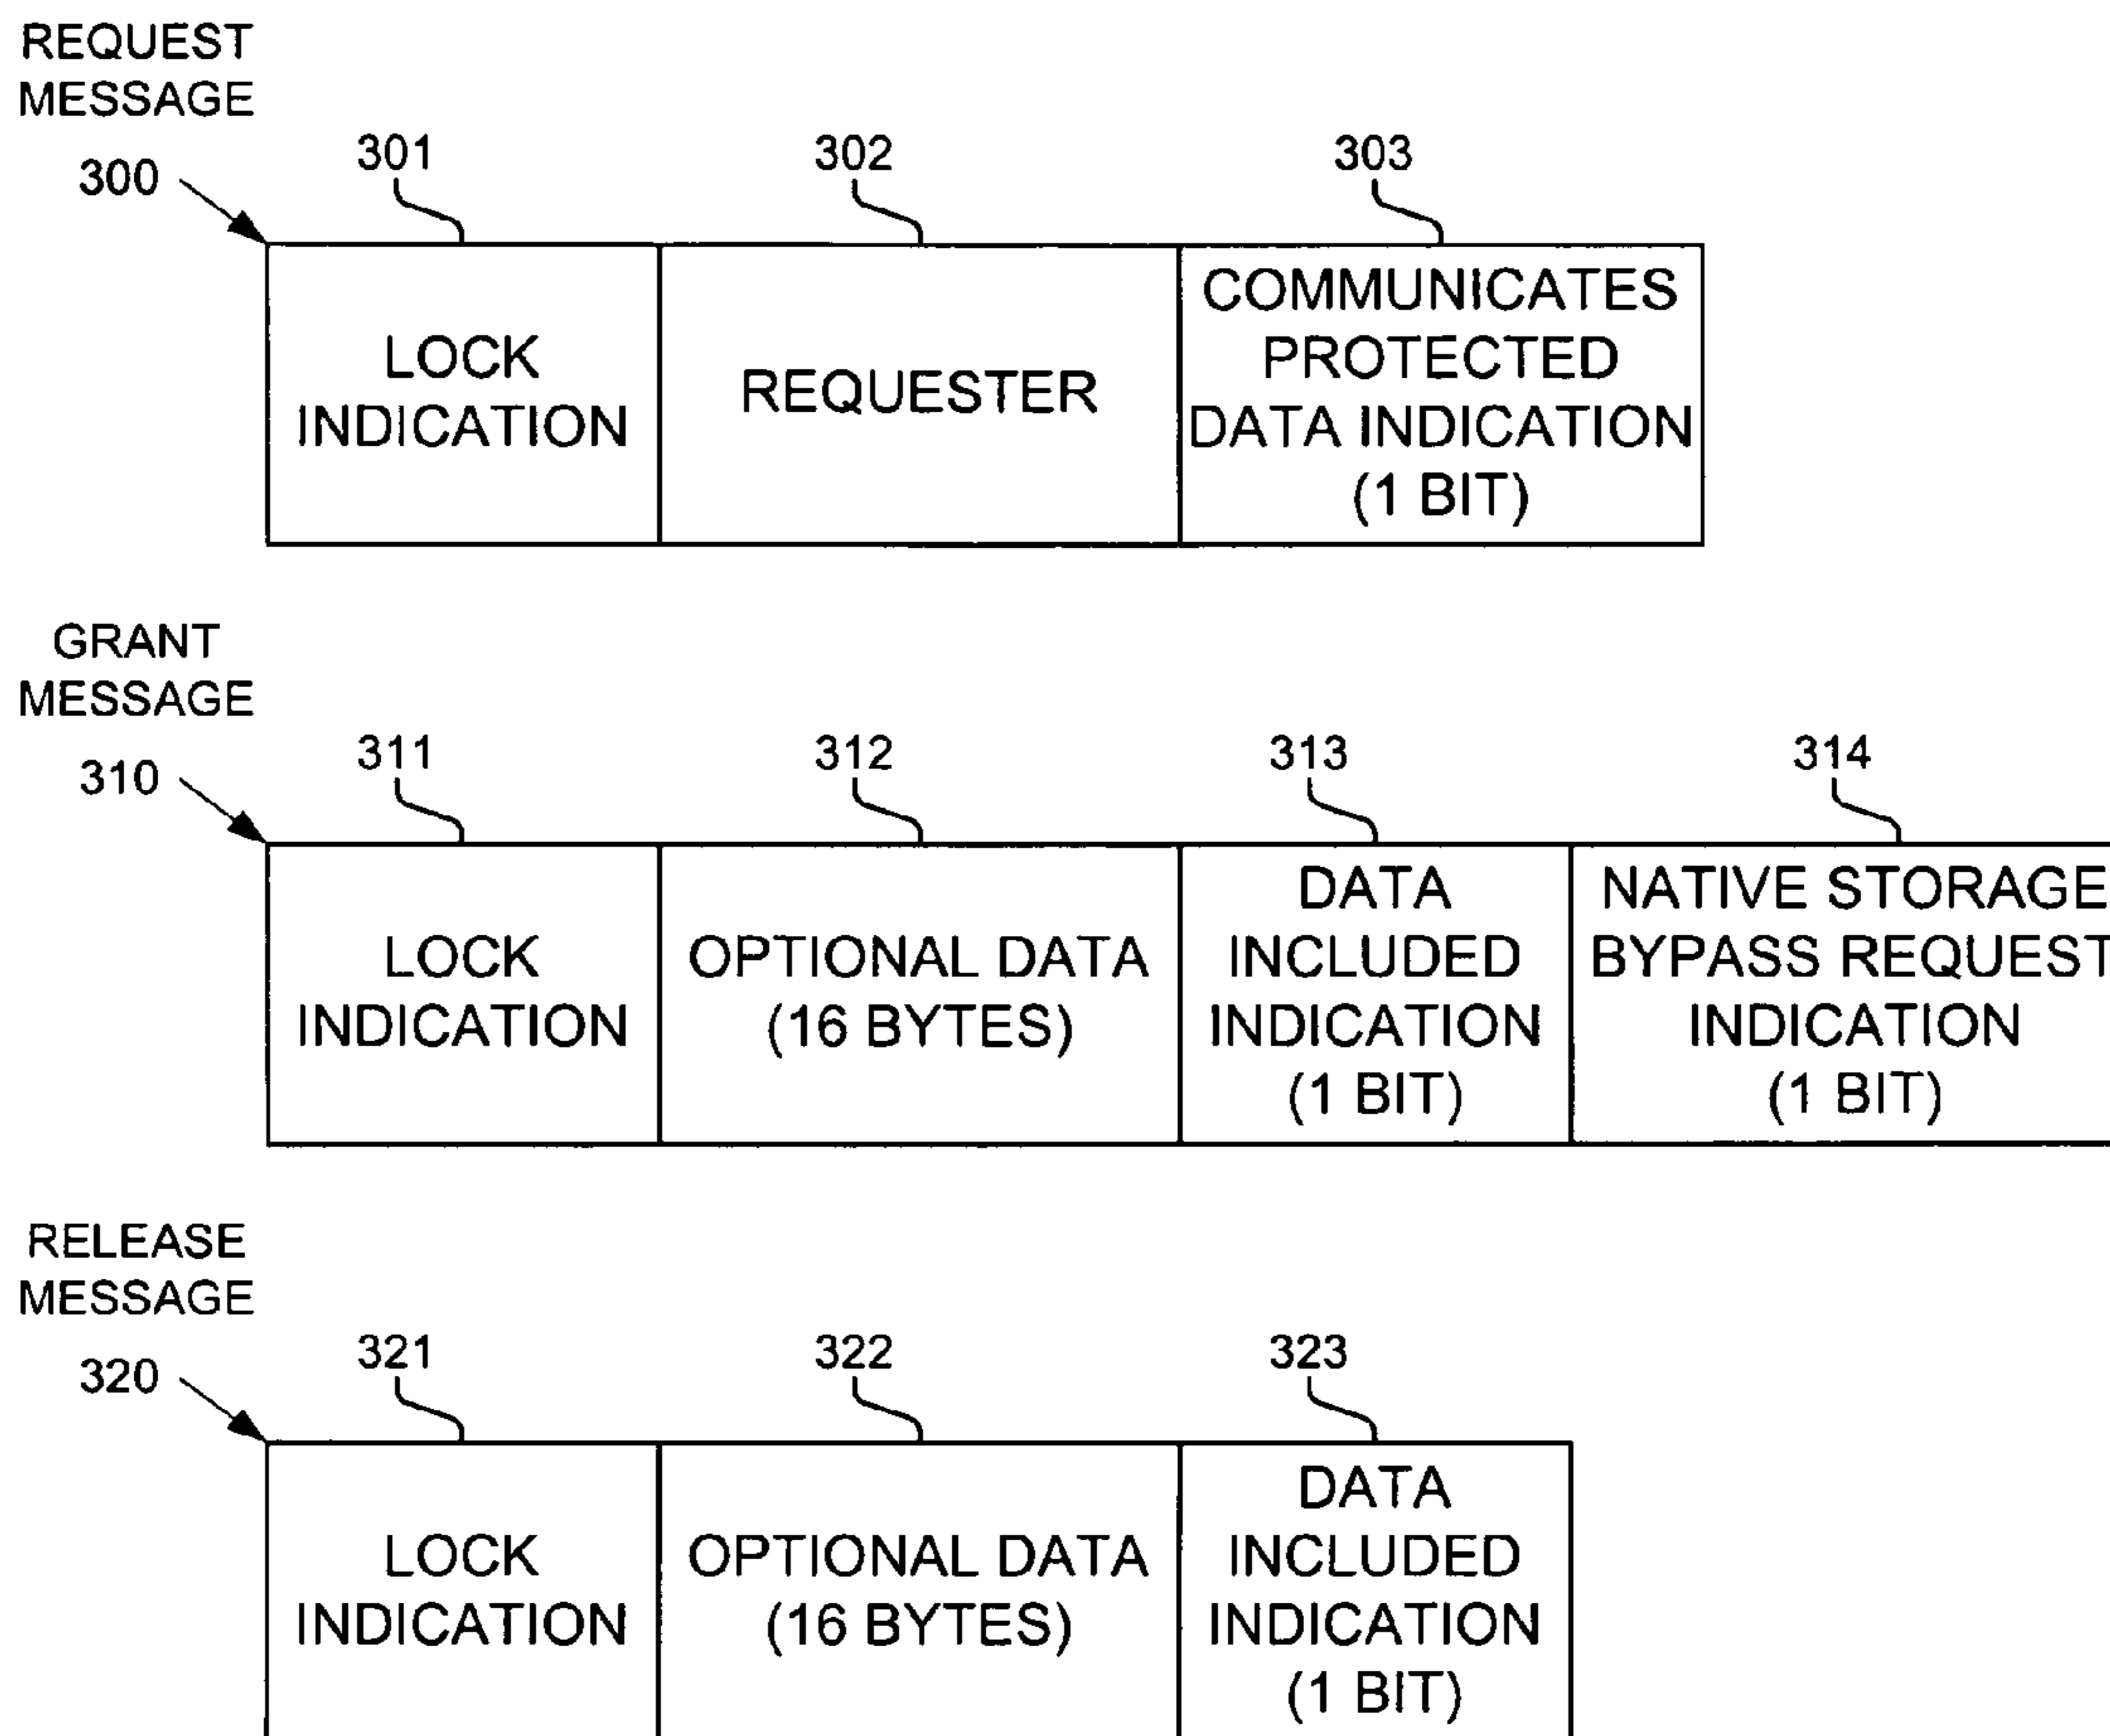 REQUEST
MESSAGE
300
301
302
303
LOCK
INDICATION
REQUESTER
COMMUNICATES
PROTECTED
DATA INDICATION
(1 BIT)
GRANT
MESSAGE
310
311
312
313
314
LOCK
INDICATION
OPTIONAL DATA
(16 BYTES)
DATA
INCLUDED
INDICATION
(1 BIT)
NATIVE STORAGE
BYPASS REQUEST
INDICATION
(1 BIT)
RELEASE
MESSAGE
320
321
322
323
LOCK
INDICATION
OPTIONAL DATA
(16 BYTES)
DATA
INCLUDED
INDICATION
(1 BIT)